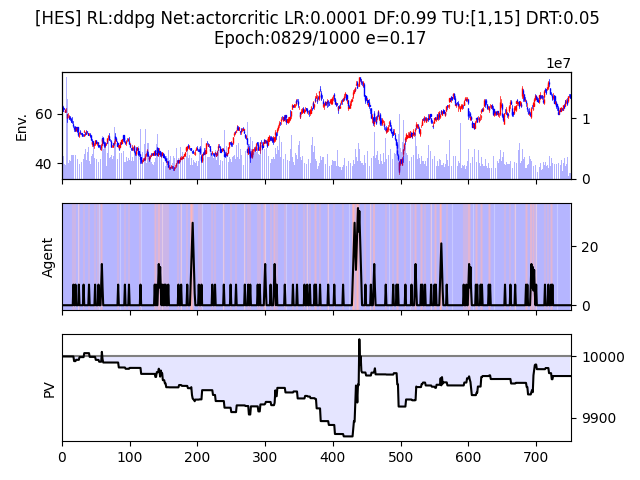 [HES] RL:ddpg Net:actorcritic LR:0.0001 DF:0.99 TU:[1,15] DRT:0.05
Epoch:0829/1000 e=0.17
1e7
Env.
60
40
1
0
Agent
20
0
PV
10000
9900
0 100 200 300 400 500 600 700